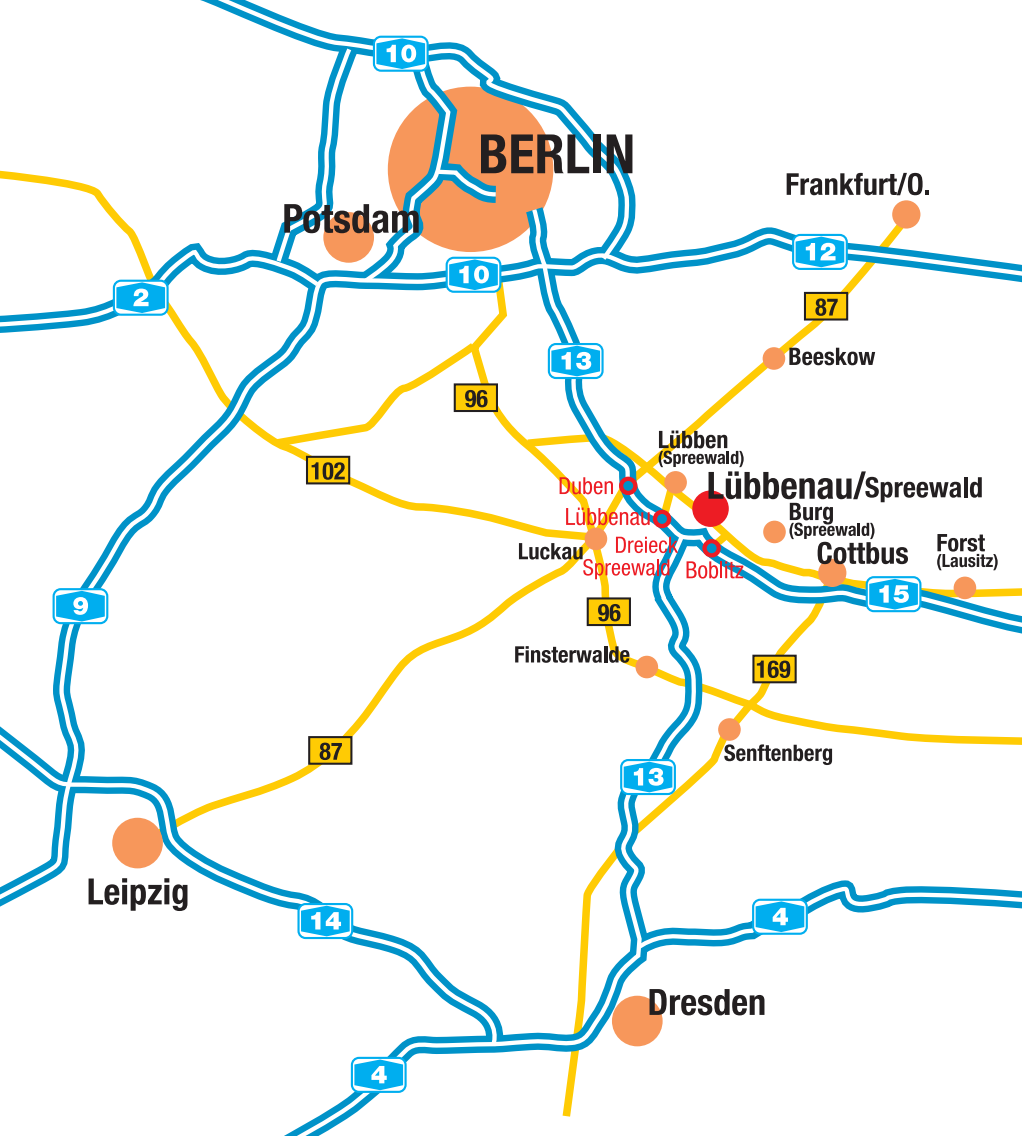 10
BERLIN
Frankfurt/O.
Potsdam
12
10
2
87
13
Beeskow
96
Lübben
(Spreewald)
102
Duben
Lübbenau/Spreewald
Lübbenau
Burg
(Spreewald)
Luckau
Dreieck
Spreewald
Boblitz
Cottbus
Forst
(Lausitz)
15
9
96
Finsterwalde
169
87
Senftenberg
13
Leipzig
14
4
Dresden
4